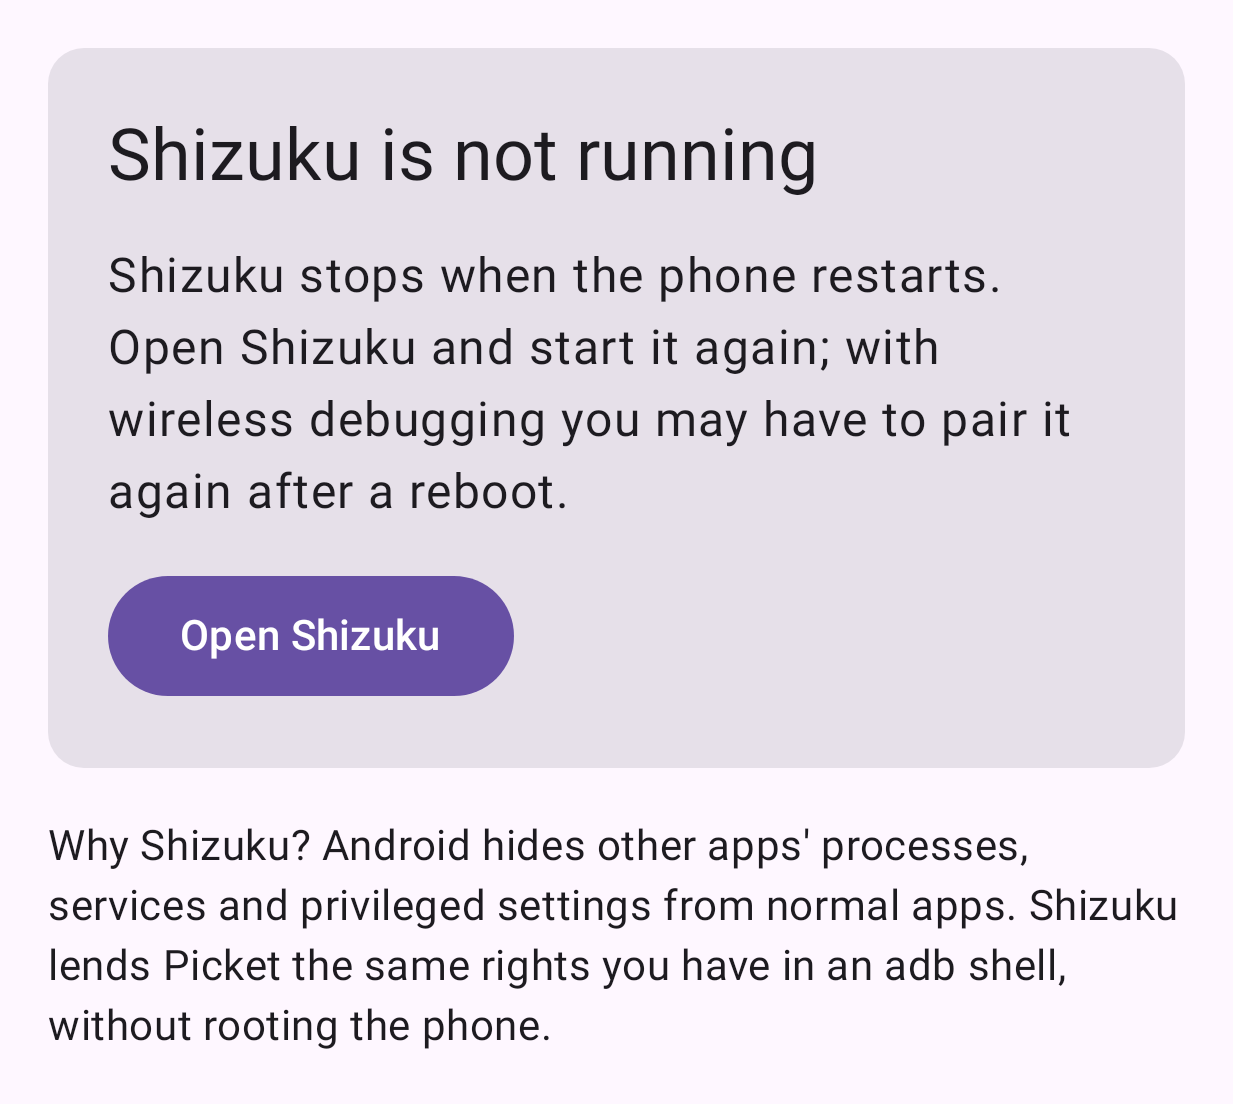 Shizuku is not running
Shizuku stops when the phone restarts.
Open Shizuku and start it again; with
wireless debugging you may have to pair it
again after a reboot.
Open Shizuku
Why Shizuku? Android hides other apps' processes,
services and privileged settings from normal apps. Shizuku
lends Picket the same rights you have in an adb shell,
without rooting the phone.